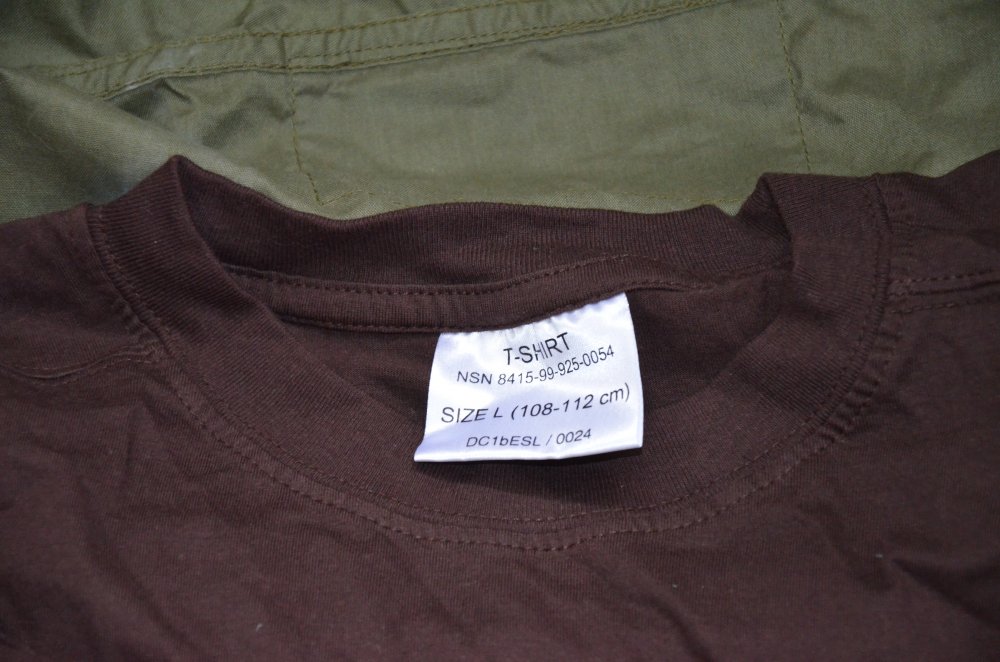 T-SHIRT
NSN 8415-99-925-0054
SIZE L (108-112 cm)
DC1bESL / 0024